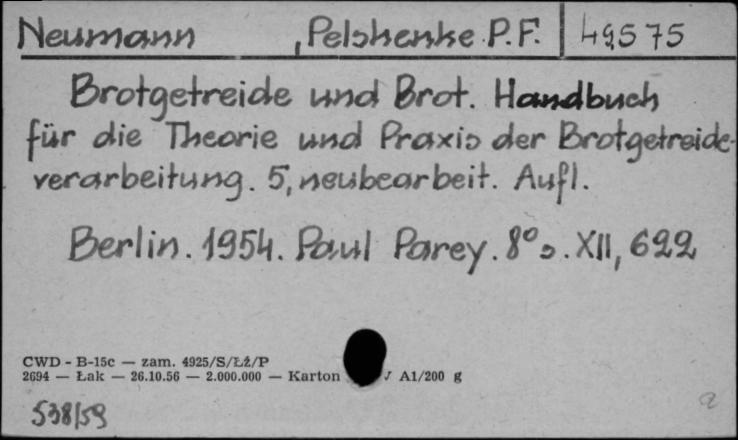 Neumann , Pelshenke P.F. 49575
Brotgetreide und Brot. Handbuch
für die Theorie und Praxis der Brotgetreide-
verarbeitung. 5, neubearbeit. Aufl.
Berlin. 1954. Paul Parey. 8°. XII, 622
CWD - B-15c — zam. 4925/S/ŁŻ/P
2694 — Łak — 26.10.56 — 2.000.000 — Karton A1/200 g
538/59